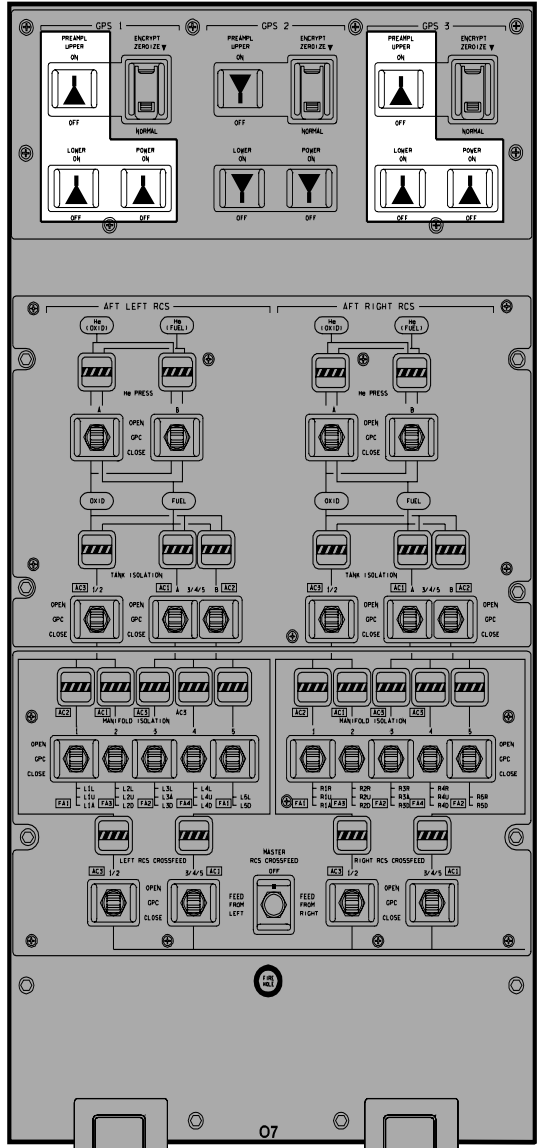 GPS 1 GPS 2 GPS 3
PREAMPL UPPER ENCRYPT ZEROIZE ▼ PREAMPL UPPER ENCRYPT ZEROIZE ▼ PREAMPL UPPER ENCRYPT ZEROIZE ▼
ON ON ON
OFF NORMAL OFF NORMAL OFF NORMAL
LOWER POWER LOWER POWER LOWER POWER
ON ON ON ON ON ON
OFF OFF OFF OFF OFF OFF
AFT LEFT RCS AFT RIGHT RCS
He (OXID) He (FUEL) He (OXID) He (FUEL)
He PRESS He PRESS
A B A B
OPEN OPEN
GPC GPC
CLOSE CLOSE
OXID FUEL OXID FUEL
TANK ISOLATION TANK ISOLATION
AC3 1/2 AC1 A 3/4/5 B AC2 AC3 1/2 AC1 A 3/4/5 B AC2
OPEN OPEN OPEN OPEN OPEN OPEN
GPC GPC GPC GPC GPC GPC
CLOSE CLOSE CLOSE CLOSE CLOSE CLOSE
AC2 AC1 AC3 AC3 AC2 AC1 AC3 AC3
MANIFOLD ISOLATION MANIFOLD ISOLATION
1 2 3 4 5 1 2 3 4 5
OPEN OPEN
GPC GPC
CLOSE CLOSE
L1L L2L L3L L4L R1R R2R R3R R4R
L1U L2U L3A L4U L5L R1U R2U R3A R4U R5R
FA1 L1A FA3 L2D FA2 L3D FA4 L4D FA1 L5D FA1 R1A FA3 R2D FA2 R3D FA4 R4D FA2 R5D
LEFT RCS CROSSFEED MASTER RCS CROSSFEED RIGHT RCS CROSSFEED
OFF
AC3 1/2 3/4/5 AC1 AC3 1/2 3/4/5 AC1
OPEN FEED FROM LEFT FEED FROM RIGHT OPEN
GPC GPC
CLOSE CLOSE
FIRE HOLE
O7